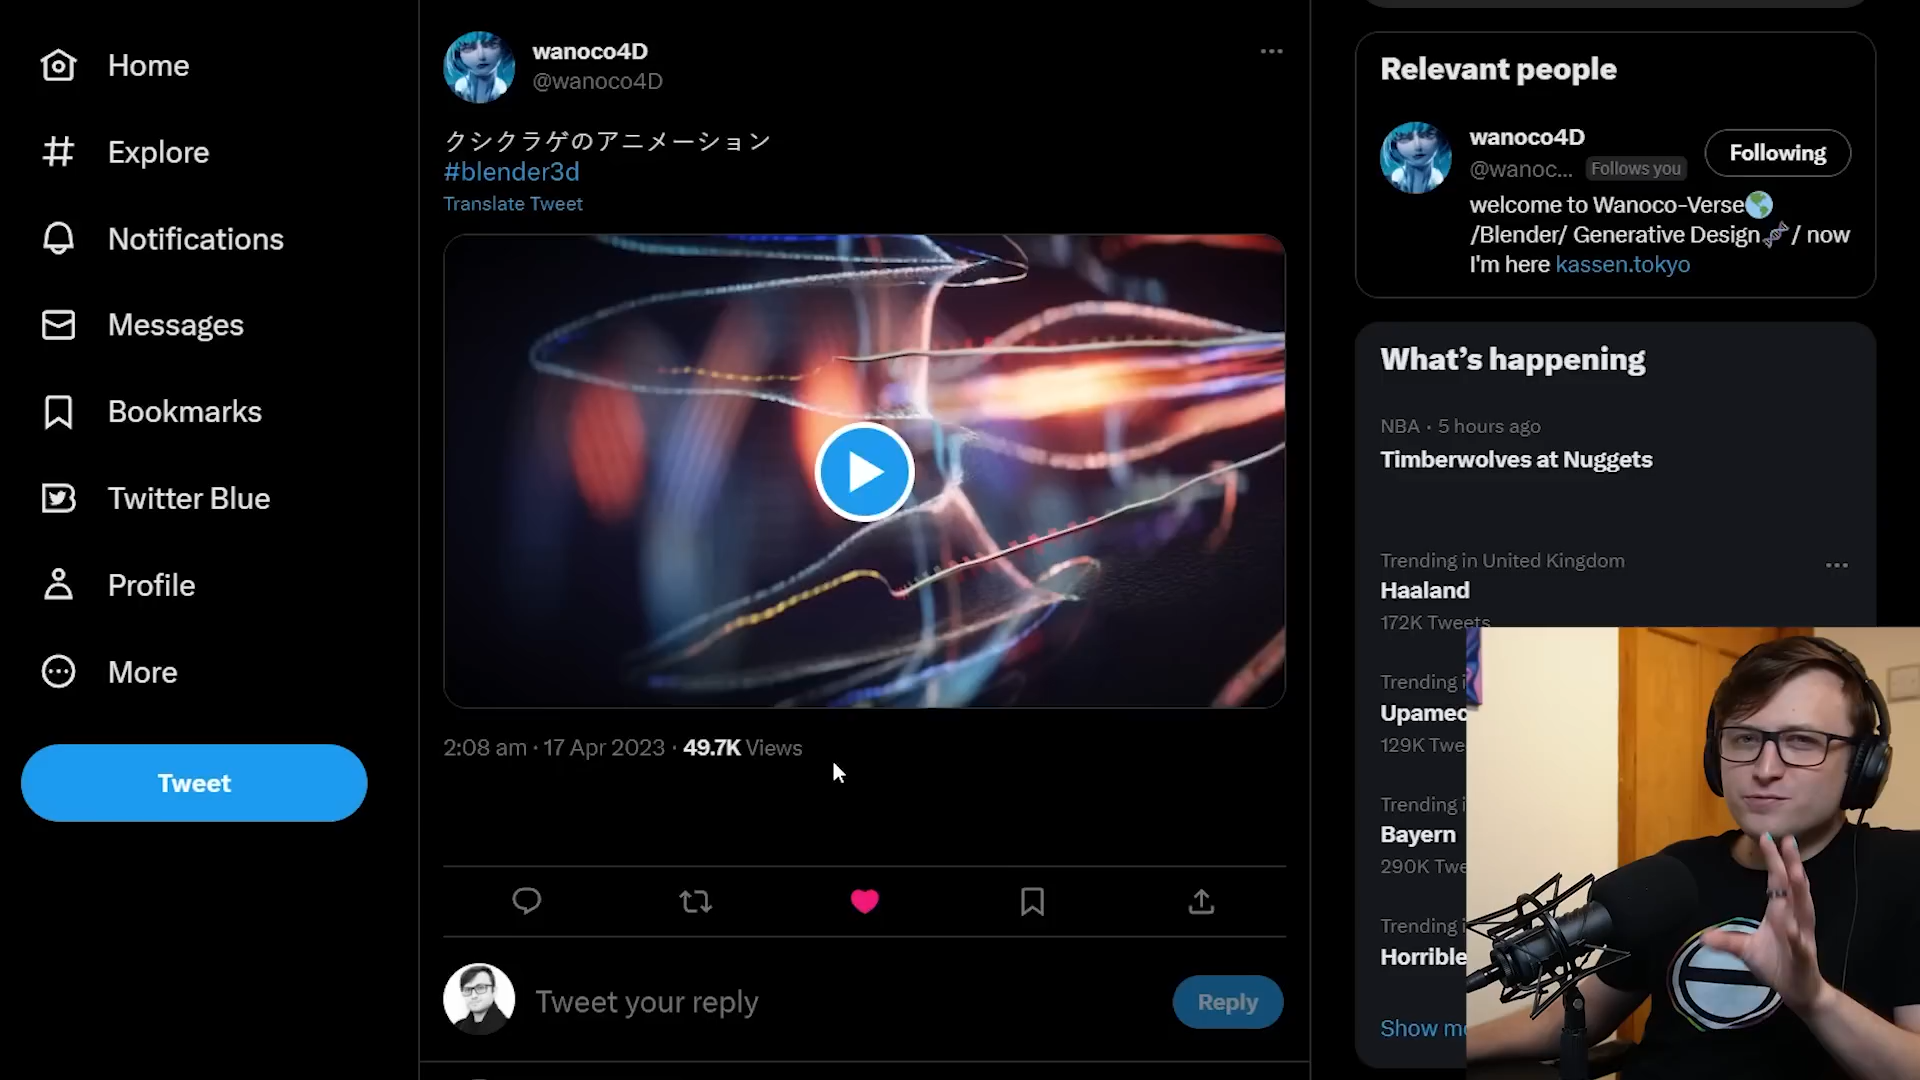 Home
Explore
Notifications
Messages
Bookmarks
Twitter Blue
Profile
More
Tweet
wanoco4D
@wanoco4D
クシクラゲのアニメーション
#blender3d
Translate Tweet
2:08 am · 17 Apr 2023 · 49.7K Views
Tweet your reply
Reply
Relevant people
wanoco4D
@wanoc... Follows you
Following
welcome to Wanoco-Verse🌎
/Blender/ Generative Design🧬 / now
I'm here kassen.tokyo
What's happening
NBA · 5 hours ago
Timberwolves at Nuggets
Trending in United Kingdom
Haaland
172K Tweets
Trending i
Upamec
129K Twe
Trending i
Bayern
290K Twe
Trending i
Horrible
Show m